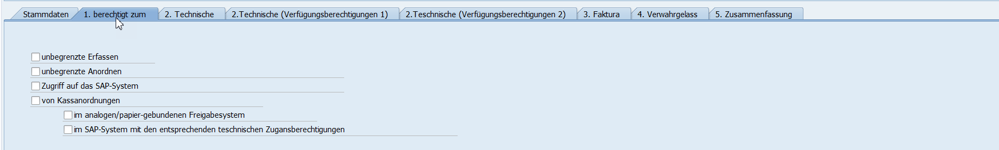 Stammdaten 1. berechtigt zum 2. Technische 2.Technische (Verfügungsberechtigungen 1) 2.Teschnische (Verfügungsberechtigungen 2) 3. Faktura 4. Verwahrgelass 5. Zusammenfassung
unbegrenzte Erfassen
unbegrenzte Anordnen
Zugriff auf das SAP-System
von Kassanordnungen
im analogen/papier-gebundenen Freigabesystem
im SAP-System mit den entsprechenden teschnischen Zugansberechtigungen